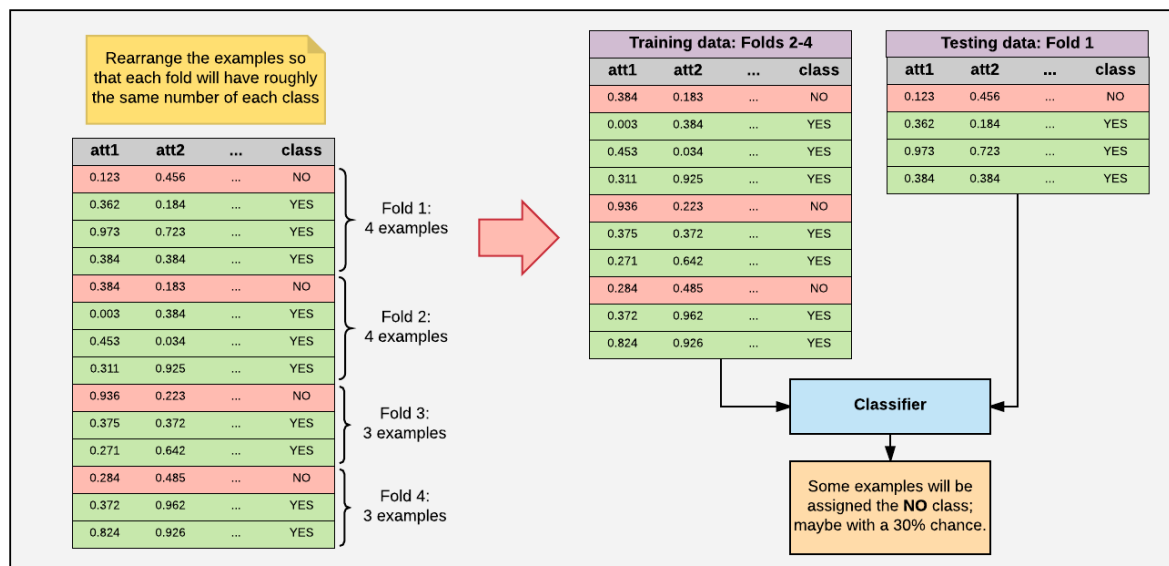 Rearrange the examples so
that each fold will have roughly
the same number of each class
att1 att2 ... class
0.123 0.456 ... NO
0.362 0.184 ... YES
0.973 0.723 ... YES
0.384 0.384 ... YES
0.384 0.183 ... NO
0.003 0.384 ... YES
0.453 0.034 ... YES
0.311 0.925 ... YES
0.936 0.223 ... NO
0.375 0.372 ... YES
0.271 0.642 ... YES
0.284 0.485 ... NO
0.372 0.962 ... YES
0.824 0.926 ... YES
Fold 1:
4 examples
Fold 2:
4 examples
Fold 3:
3 examples
Fold 4:
3 examples
Training data: Folds 2-4
att1 att2 ... class
0.384 0.183 ... NO
0.003 0.384 ... YES
0.453 0.034 ... YES
0.311 0.925 ... YES
0.936 0.223 ... NO
0.375 0.372 ... YES
0.271 0.642 ... YES
0.284 0.485 ... NO
0.372 0.962 ... YES
0.824 0.926 ... YES
Testing data: Fold 1
att1 att2 ... class
0.123 0.456 ... NO
0.362 0.184 ... YES
0.973 0.723 ... YES
0.384 0.384 ... YES
Classifier
Some examples will be
assigned the NO class;
maybe with a 30% chance.